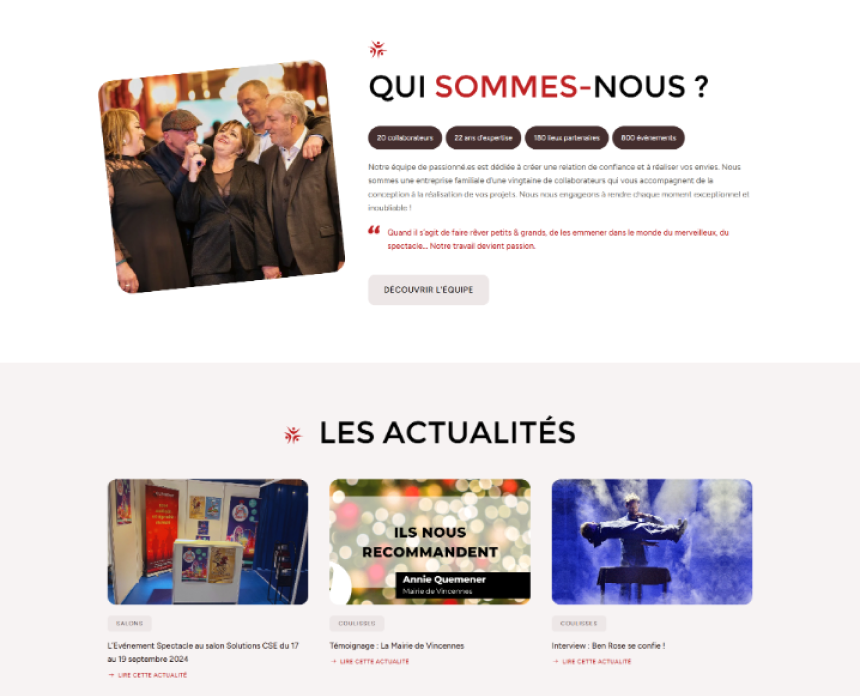 QUI SOMMES-NOUS ?
20 collaborateurs
22 ans d'expertise
180 lieux partenaires
800 événements
Notre équipe de passionné.es est dédiée à créer une relation de confiance et à réaliser vos envies. Nous
sommes une entreprise familiale d'une vingtaine de collaborateurs qui vous accompagnent de la
conception à la réalisation de vos projets. Nous nous engageons à rendre chaque moment exceptionnel et
inoubliable !
“ Quand il s'agit de faire rêver petits & grands, de les emmener dans le monde du merveilleux, du
spectacle... Notre travail devient passion.
DÉCOUVRIR L'ÉQUIPE
LES ACTUALITÉS
ILS NOUS
RECOMMANDENT
Annie Quemener
Mairie de Vincennes
SALONS
L'Evénement Spectacle au salon Solutions CSE du 17
au 19 septembre 2024
→ LIRE CETTE ACTUALITÉ
COULISSES
Témoignage : La Mairie de Vincennes
→ LIRE CETTE ACTUALITÉ
COULISSES
Interview : Ben Rose se confie !
→ LIRE CETTE ACTUALITÉ